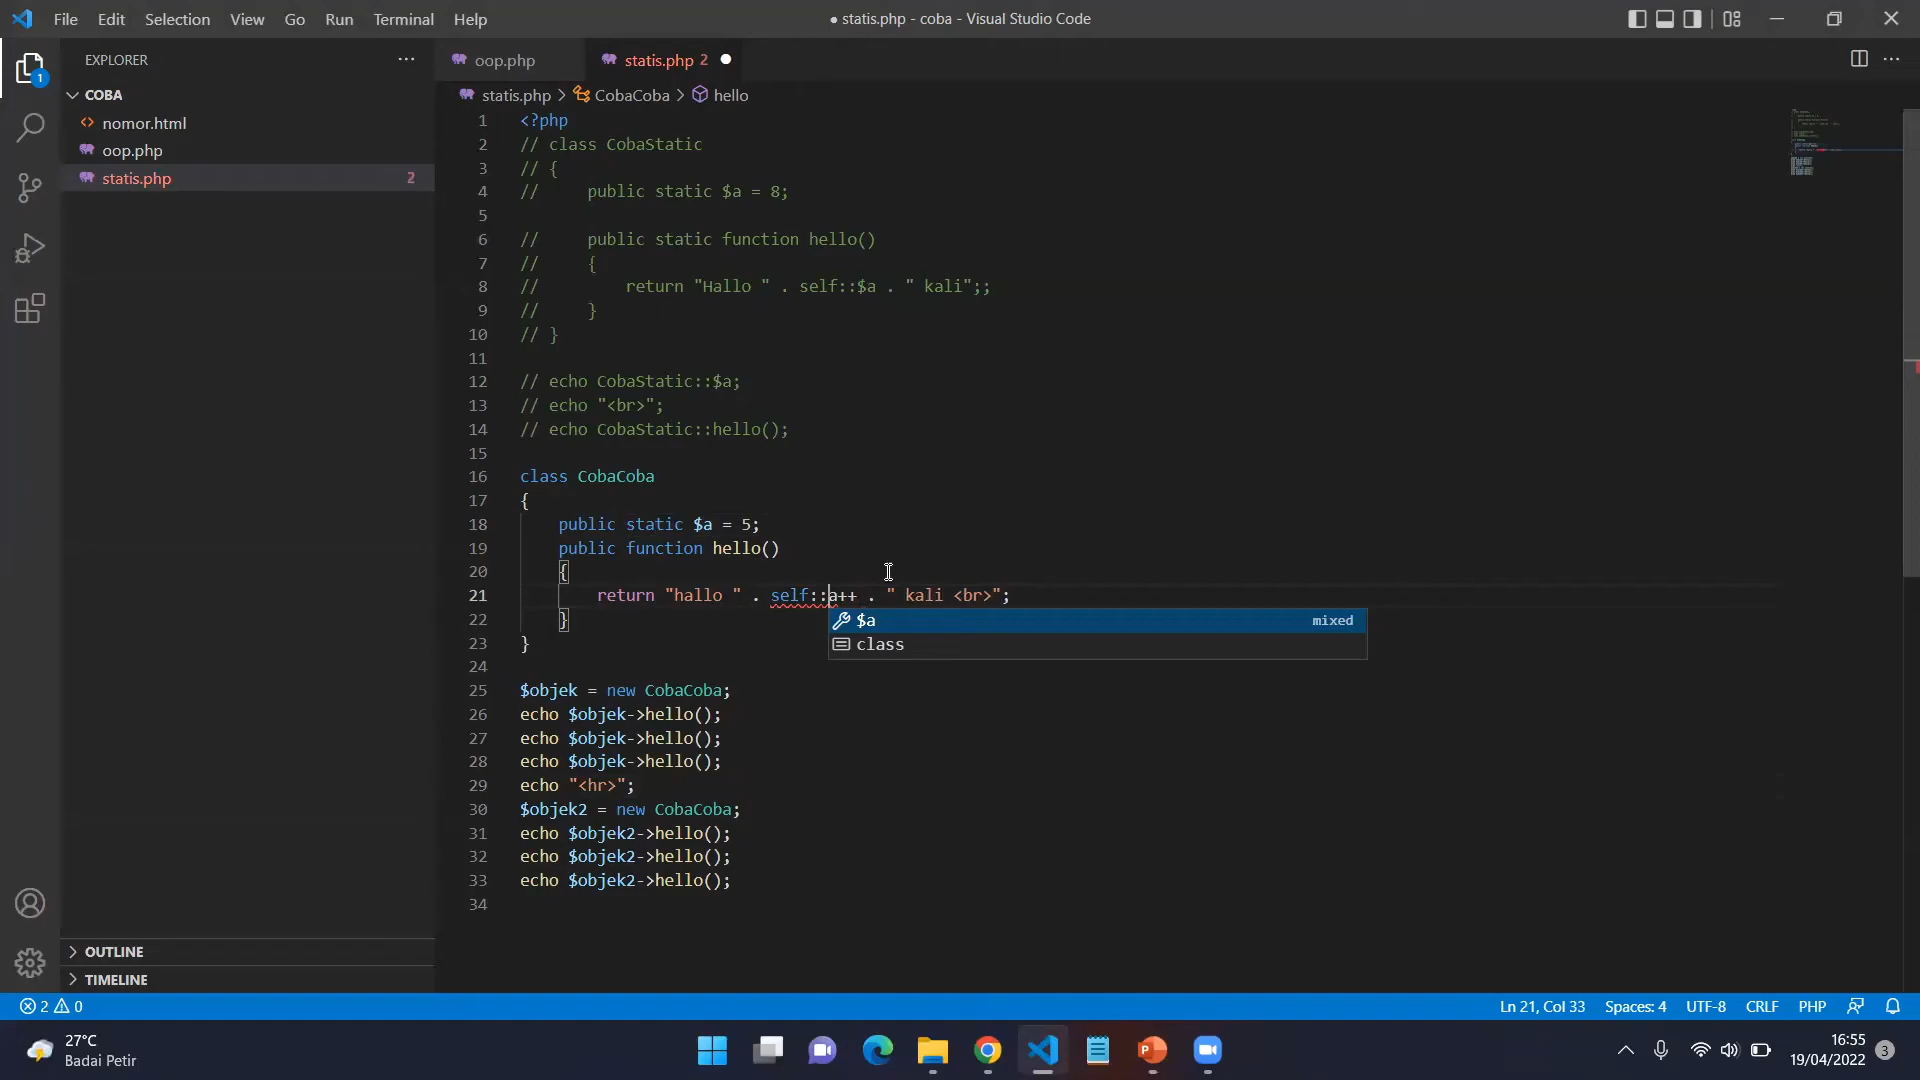 File Edit Selection View Go Run Terminal Help
● statis.php - coba - Visual Studio Code
EXPLORER
COBA
nomor.html
oop.php
statis.php 2
1
oop.php
statis.php 2
statis.php > CobaCoba > hello
1 <?php
2 // class CobaStatic
3 // {
4 //     public static $a = 8;
5
6 //     public static function hello()
7 //     {
8 //         return "Hallo " . self::$a . " kali";;
9 //     }
10 // }
11
12 // echo CobaStatic::$a;
13 // echo "<br>";
14 // echo CobaStatic::hello();
15
16 class CobaCoba
17 {
18     public static $a = 5;
19     public function hello()
20     {
21         return "hallo " . self::a++ . " kali <br>";
$a mixed
class
22     }
23 }
24
25 $objek = new CobaCoba;
26 echo $objek->hello();
27 echo $objek->hello();
28 echo $objek->hello();
29 echo "<hr>";
30 $objek2 = new CobaCoba;
31 echo $objek2->hello();
32 echo $objek2->hello();
33 echo $objek2->hello();
34
OUTLINE
TIMELINE
2 0
Ln 21, Col 33 Spaces: 4 UTF-8 CRLF PHP
27°C
Badai Petir
16:55
19/04/2022
3